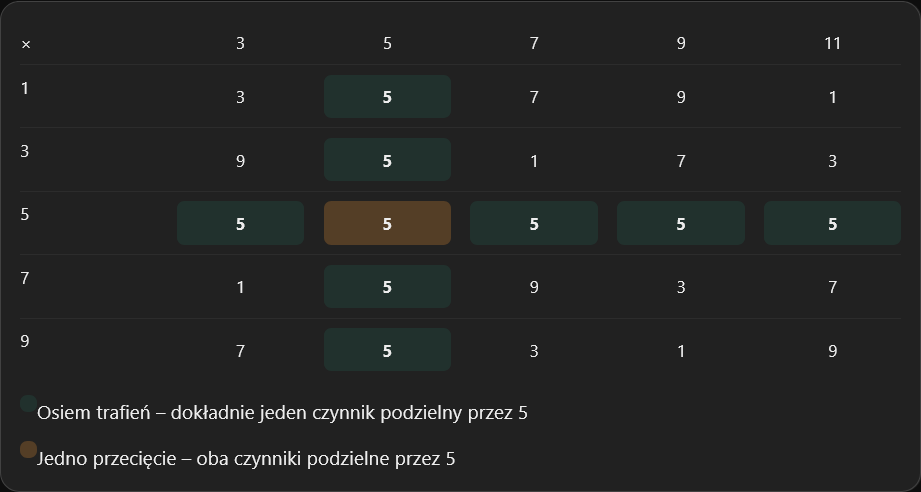 × 3 5 7 9 11
1 3 5 7 9 1
3 9 5 1 7 3
5 5 5 5 5 5
7 1 5 9 3 7
9 7 5 3 1 9
Osiem trafień – dokładnie jeden czynnik podzielny przez 5
Jedno przecięcie – oba czynniki podzielne przez 5